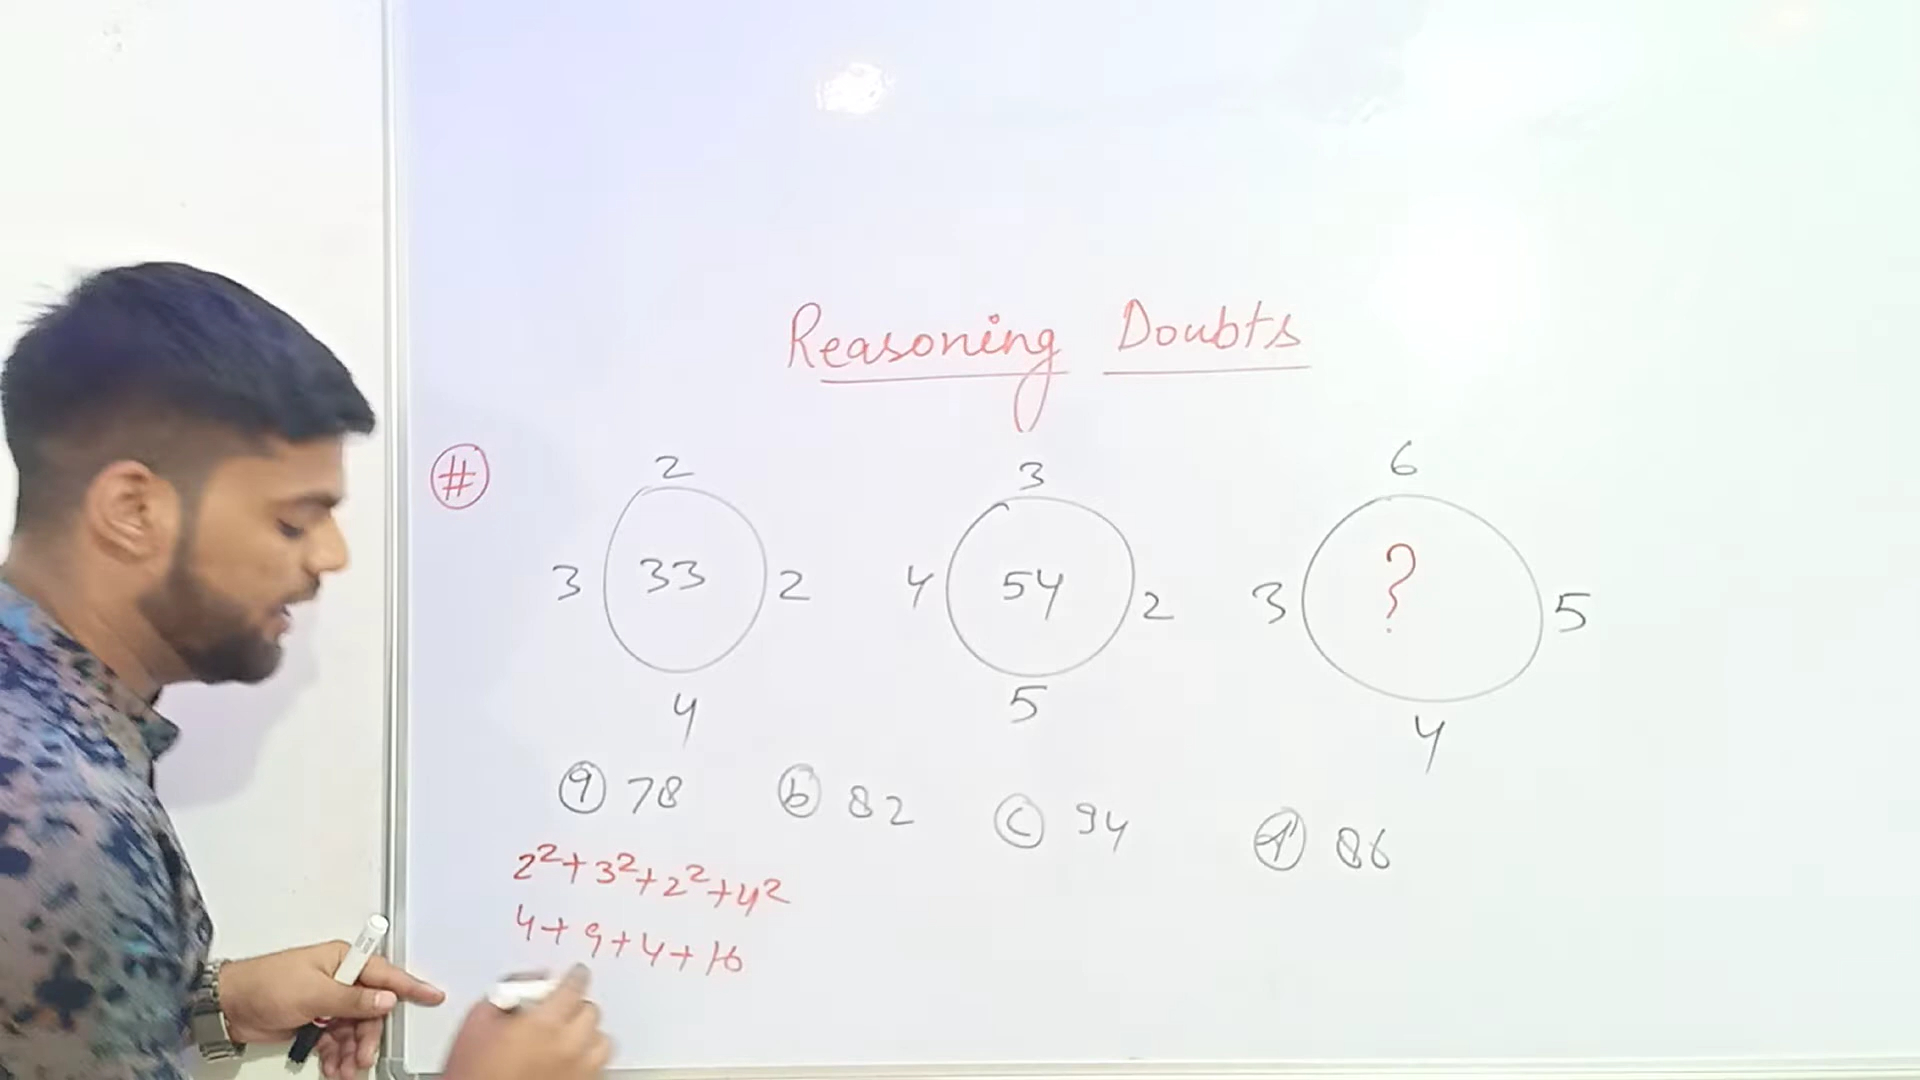 Reasoning Doubts
#
2 3 6
3 33 2 4 54 2 3 ? 5
4 5 4
a 78 b 82 c 94 d 86
2²+3²+2²+4²
4+9+4+16